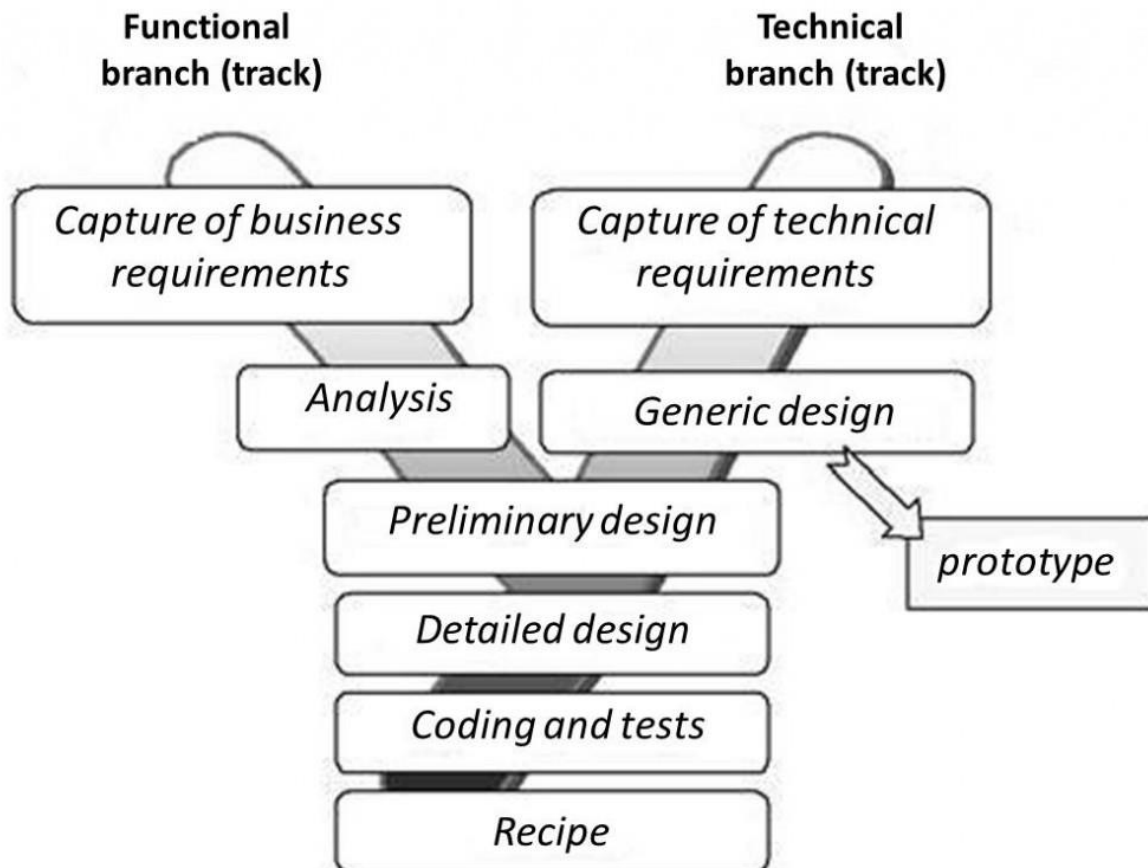 Functional
branch (track)
Technical
branch (track)
Capture of business
requirements
Capture of technical
requirements
Analysis
Generic design
Preliminary design
prototype
Detailed design
Coding and tests
Recipe